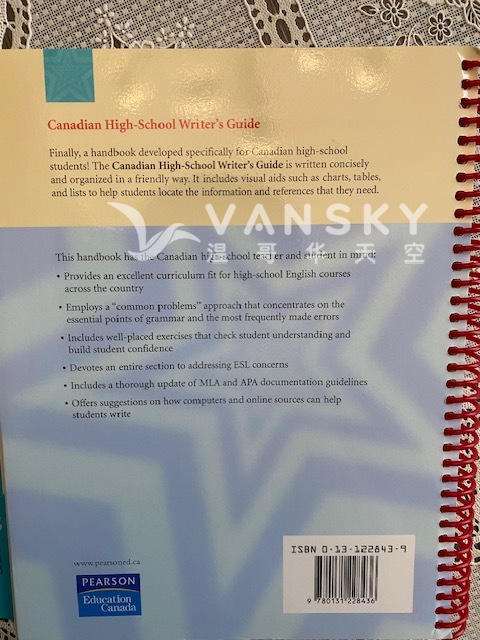 Canadian High-School Writer's Guide
Finally, a handbook developed specifically for Canadian high-school
students! The Canadian High-School Writer's Guide is written concisely
and organized in a friendly way. It includes visual aids such as charts, tables,
and lists to help students locate the information and references that they need.
VANSKY
温哥华天空
This handbook has the Canadian high-school teacher and student in mind:
• Provides an excellent curriculum fit for high-school English courses
across the country
• Employs a "common problems" approach that concentrates on the
essential points of grammar and the most frequently made errors
• Includes well-placed exercises that check student understanding and
build student confidence
• Devotes an entire section to addressing ESL concerns
• Includes a thorough update of MLA and APA documentation guidelines
• Offers suggestions on how computers and online sources can help
students write
www.pearsoned.ca
PEARSON
Education
Canada
ISBN 0-13-122843-9
9 780131 228436